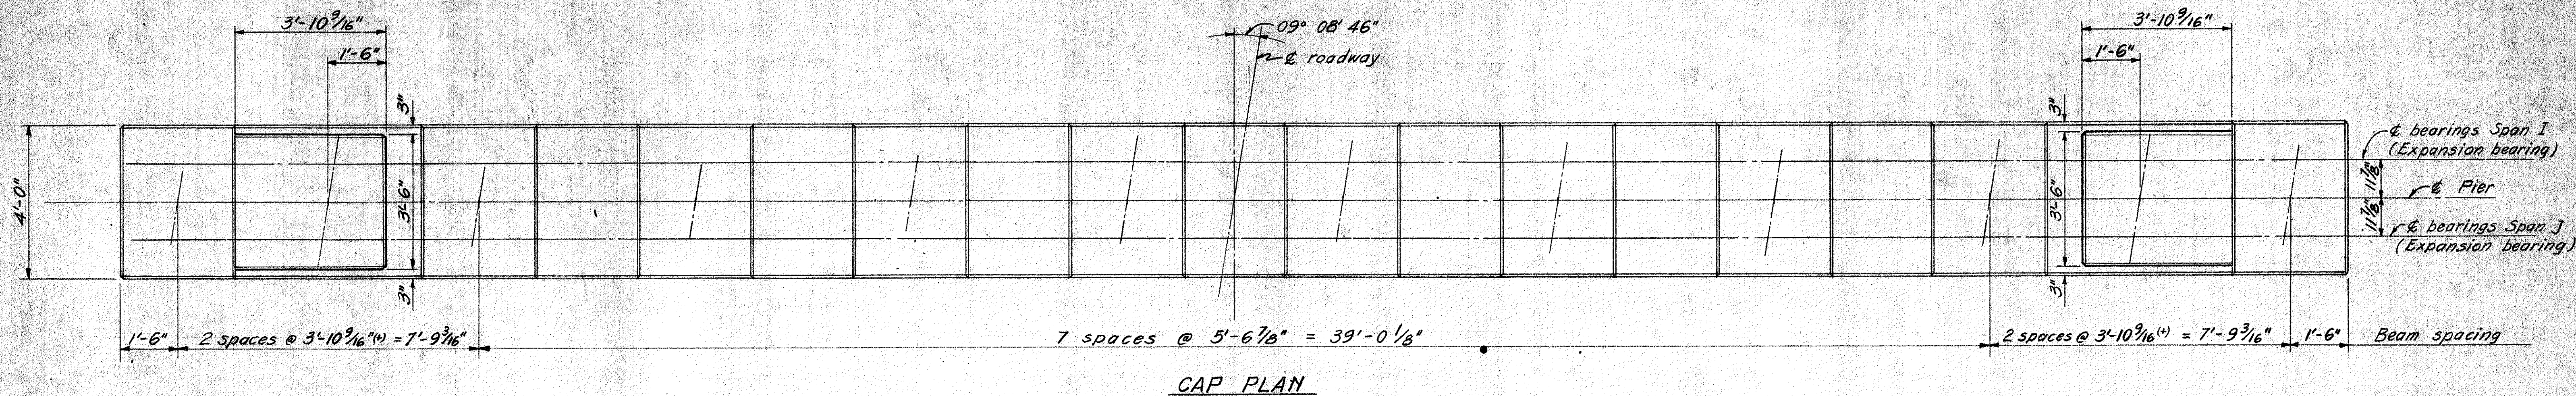 3'-10 9/16"
1'-6"
09° 08' 46"
℄ roadway
3'-10 9/16"
1'-6"
3"
3"
4'-0"
3'-6"
3'-6"
3"
3"
℄ bearings Span I
(Expansion bearing)
11 7/8"
℄ Pier
11 7/8"
℄ bearings Span J
(Expansion bearing)
1'-6"
2 spaces @ 3'-10 9/16"(+) = 7'-9 3/16"
7 spaces @ 5'-6 7/8" = 39'-0 1/8"
2 spaces @ 3'-10 9/16(+) = 7'-9 3/16"
1'-6"
Beam spacing
CAP PLAN